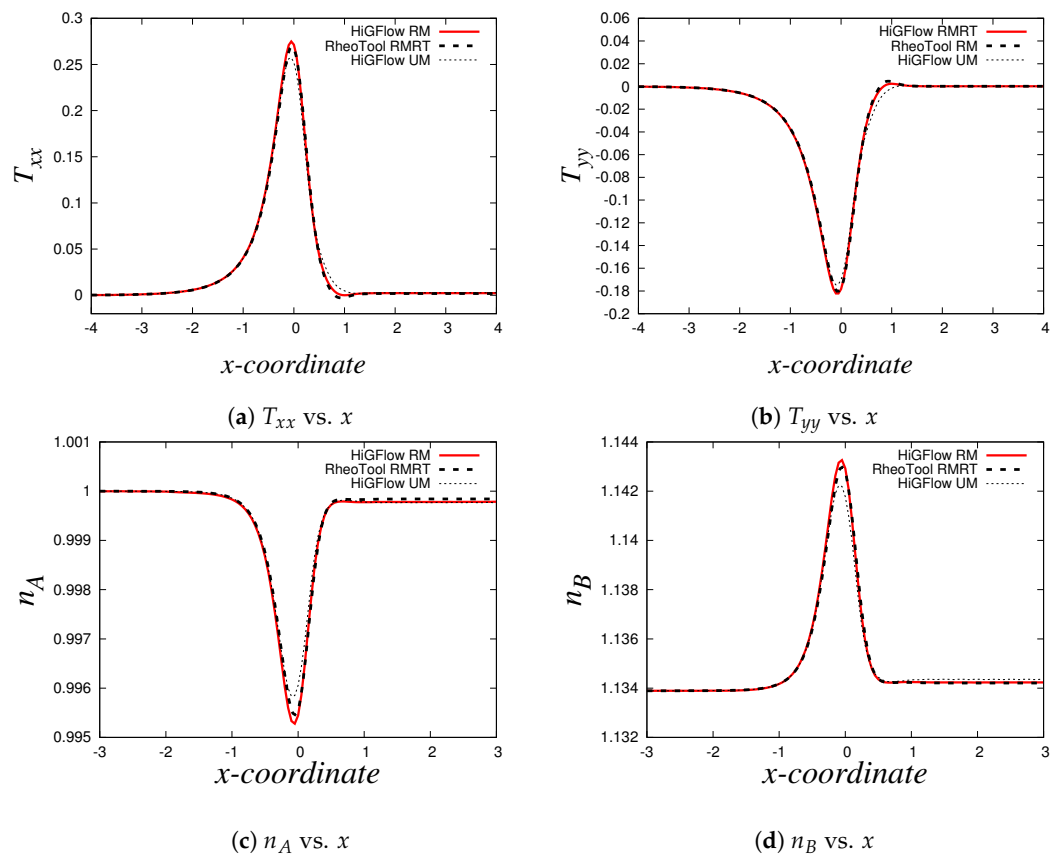 0.3
0.25
0.2
0.15
0.1
0.05
0
-4 -3 -2 -1 0 1 2 3 4
T_xx
x-coordinate
HiGFlow RM
RheoTool RMRT
HiGFlow UM
(a) T_xx vs. x
0.06
0.04
0.02
0
-0.02
-0.04
-0.06
-0.08
-0.1
-0.12
-0.14
-0.16
-0.18
-0.2
-4 -3 -2 -1 0 1 2 3 4
T_yy
x-coordinate
HiGFlow RMRT
RheoTool RM
HiGFlow UM
(b) T_yy vs. x
1.001
1
0.999
0.998
0.997
0.996
0.995
-3 -2 -1 0 1 2 3
n_A
x-coordinate
HiGFlow RM
RheoTool RMRT
HiGFlow UM
(c) n_A vs. x
1.144
1.142
1.14
1.138
1.136
1.134
1.132
-3 -2 -1 0 1 2 3
n_B
x-coordinate
HiGFlow RM
RheoTool RMRT
HiGFlow UM
(d) n_B vs. x